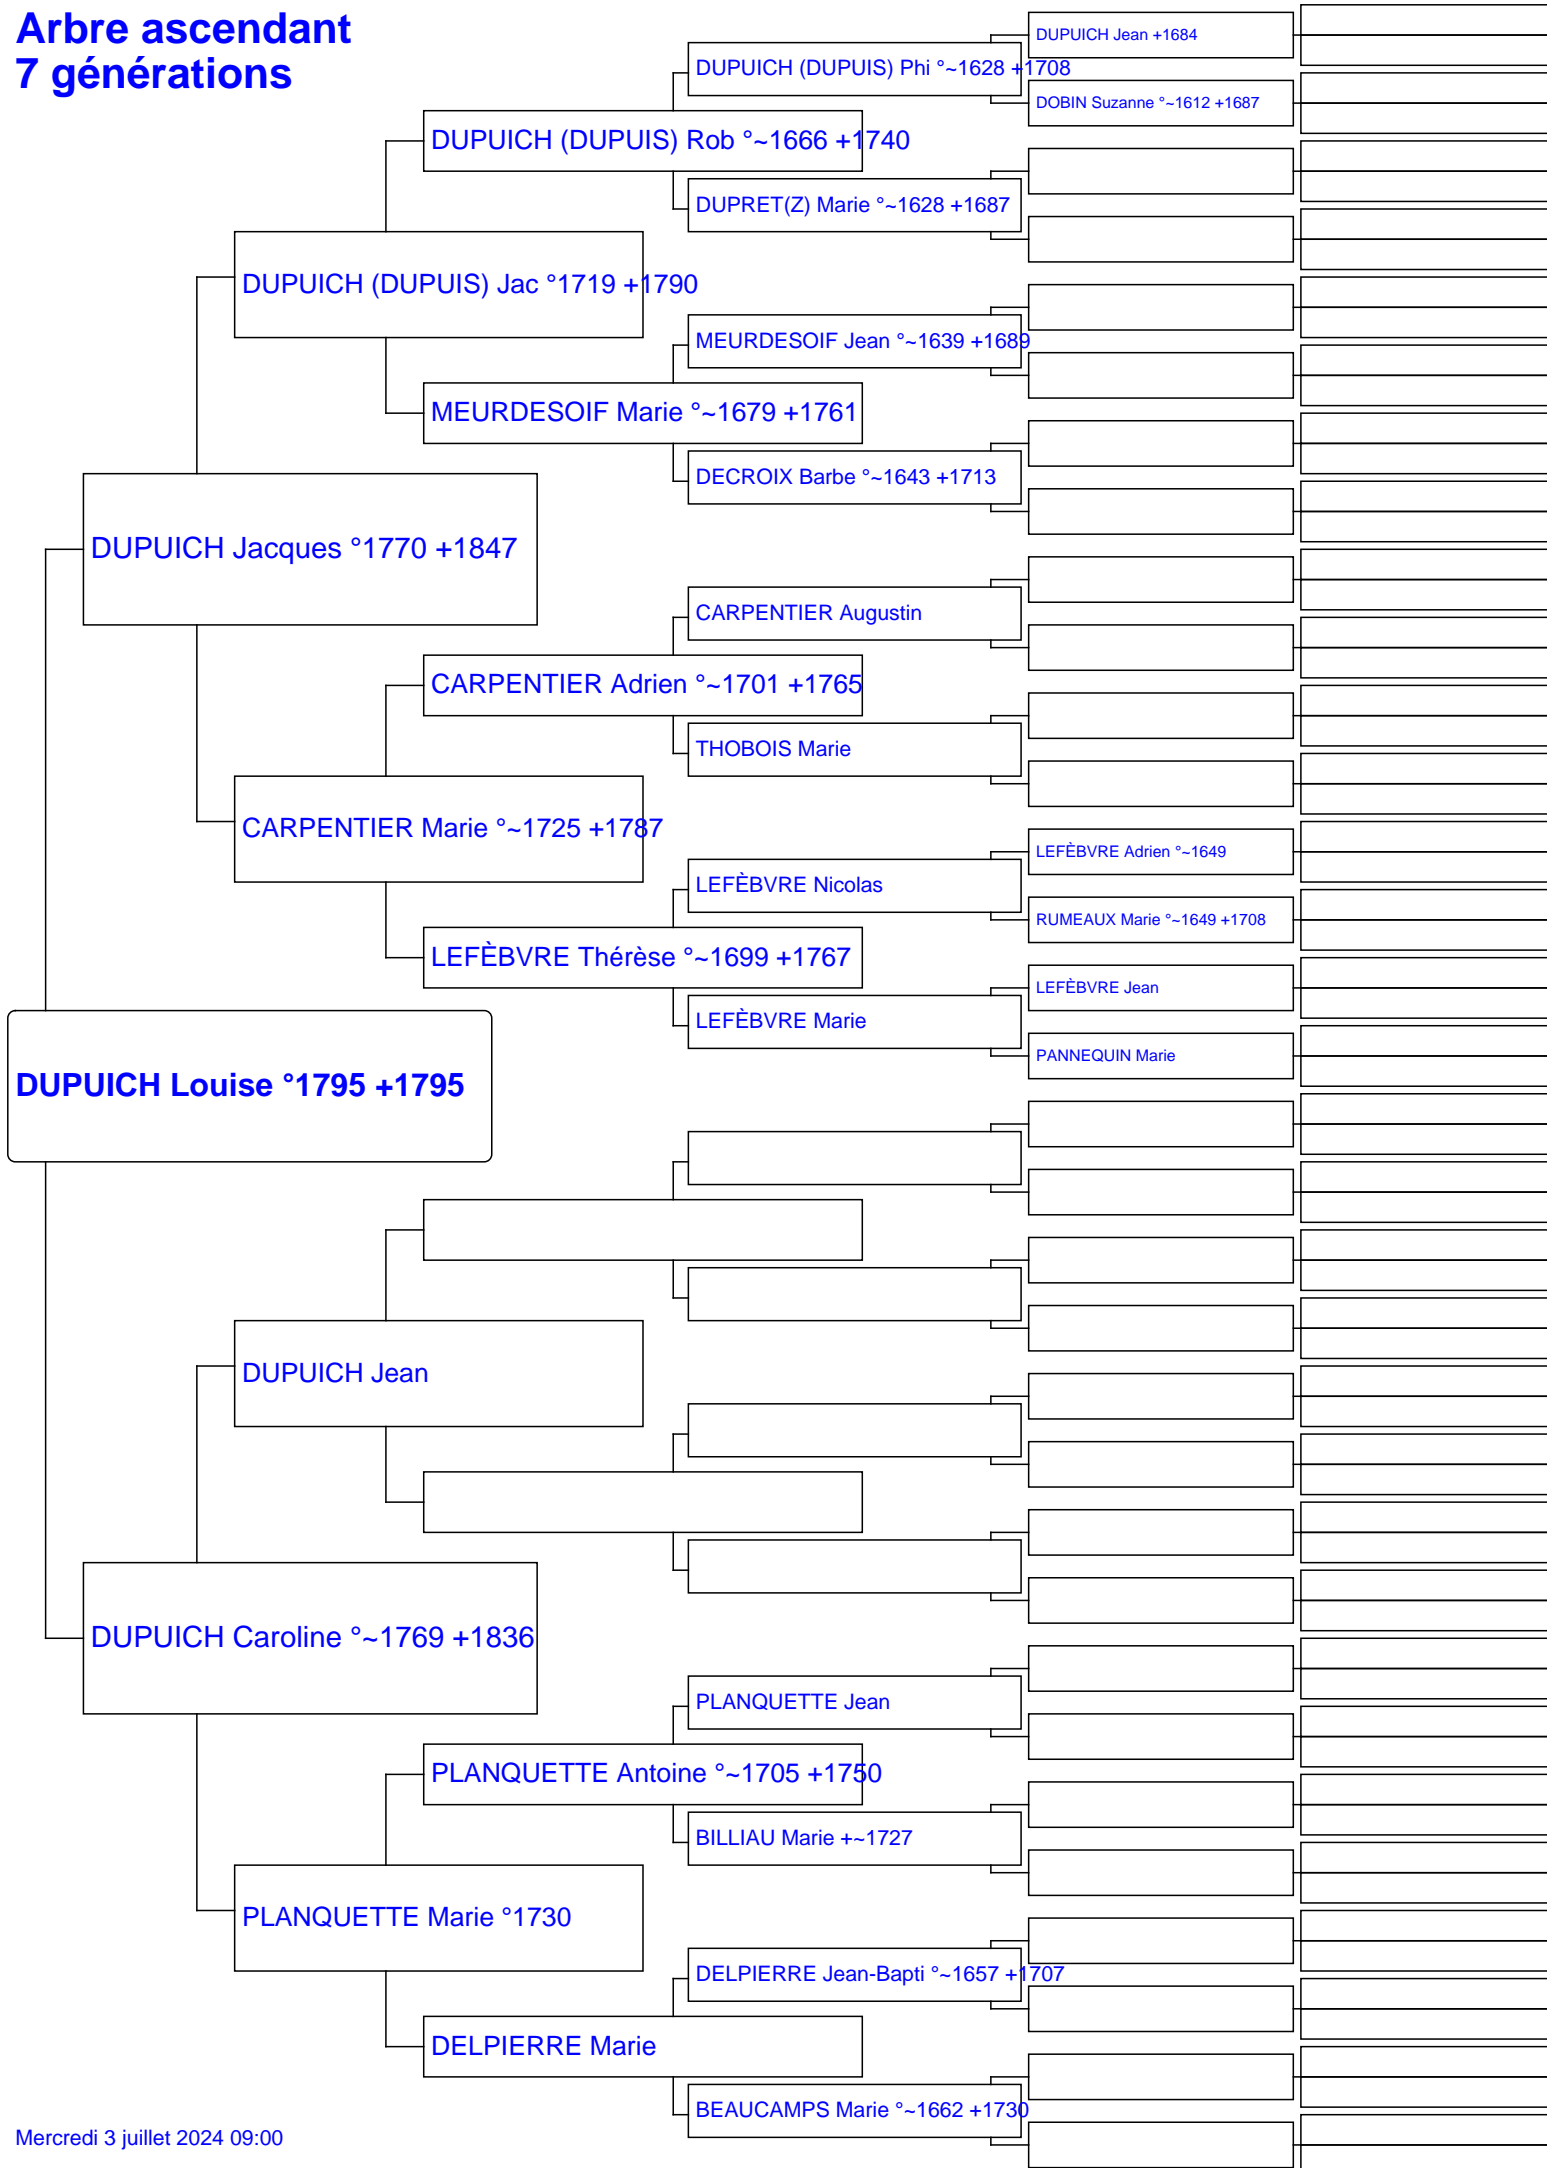 Arbre ascendant
7 générations
DUPUICH Jean +1684
DUPUICH (DUPUIS) Phi °~1628 +1708
DOBIN Suzanne °~1612 +1687
DUPUICH (DUPUIS) Rob °~1666 +1740
DUPRET(Z) Marie °~1628 +1687
DUPUICH (DUPUIS) Jac °1719 +1790
MEURDESOIF Jean °~1639 +1689
MEURDESOIF Marie °~1679 +1761
DECROIX Barbe °~1643 +1713
DUPUICH Jacques °1770 +1847
CARPENTIER Augustin
CARPENTIER Adrien °~1701 +1765
THOBOIS Marie
CARPENTIER Marie °~1725 +1787
LEFÈBVRE Adrien °~1649
LEFÈBVRE Nicolas
RUMEAUX Marie °~1649 +1708
LEFÈBVRE Thérèse °~1699 +1767
LEFÈBVRE Jean
LEFÈBVRE Marie
PANNEQUIN Marie
DUPUICH Louise °1795 +1795
DUPUICH Jean
DUPUICH Caroline °~1769 +1836
PLANQUETTE Jean
PLANQUETTE Antoine °~1705 +1750
BILLIAU Marie +~1727
PLANQUETTE Marie °1730
DELPIERRE Jean-Bapti °~1657 +1707
DELPIERRE Marie
BEAUCAMPS Marie °~1662 +1730
Mercredi 3 juillet 2024 09:00